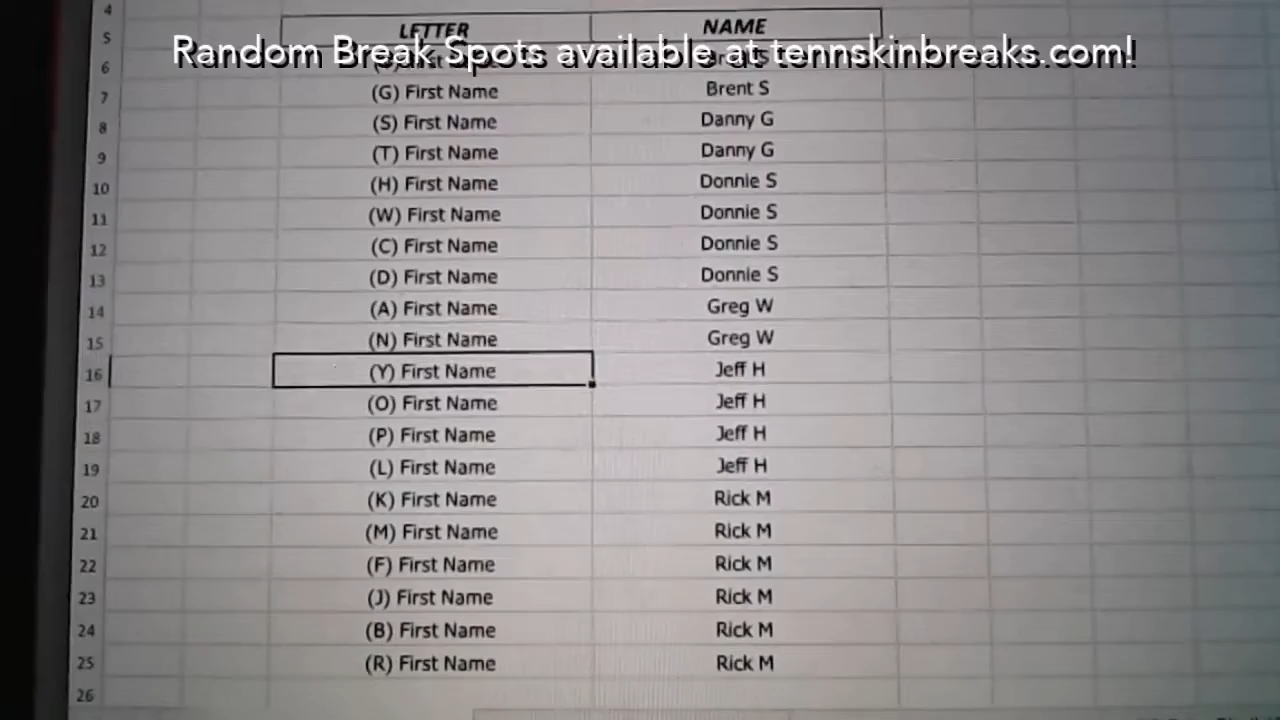 4
5 LETTER NAME
Random Break Spots available at tennskinbreaks.com!
6
7 (G) First Name Brent S
8 (S) First Name Danny G
9 (T) First Name Danny G
10 (H) First Name Donnie S
11 (W) First Name Donnie S
12 (C) First Name Donnie S
13 (D) First Name Donnie S
14 (A) First Name Greg W
15 (N) First Name Greg W
16 (Y) First Name Jeff H
17 (O) First Name Jeff H
18 (P) First Name Jeff H
19 (L) First Name Jeff H
20 (K) First Name Rick M
21 (M) First Name Rick M
22 (F) First Name Rick M
23 (J) First Name Rick M
24 (B) First Name Rick M
25 (R) First Name Rick M
26